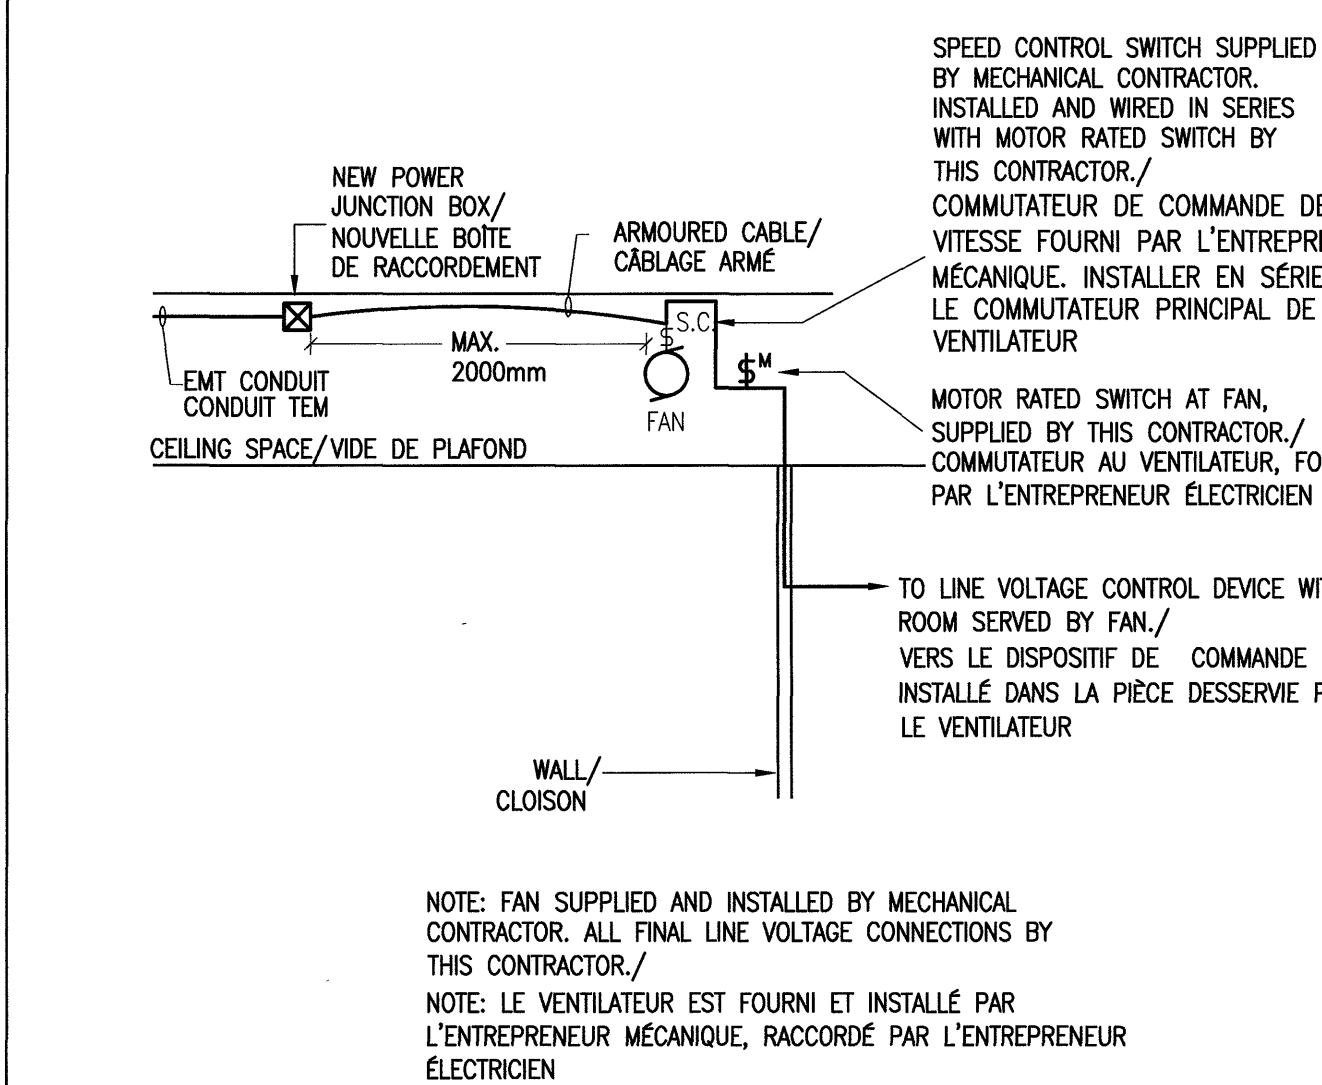 SPEED CONTROL SWITCH SUPPLIED
BY MECHANICAL CONTRACTOR.
INSTALLED AND WIRED IN SERIES
WITH MOTOR RATED SWITCH BY
THIS CONTRACTOR./
COMMUTATEUR DE COMMANDE DE
VITESSE FOURNI PAR L'ENTREPR
MÉCANIQUE. INSTALLER EN SÉRIE
LE COMMUTATEUR PRINCIPAL DE
VENTILATEUR
NEW POWER
JUNCTION BOX/
NOUVELLE BOÎTE
DE RACCORDEMENT
ARMOURED CABLE/
CÂBLAGE ARMÉ
S.C.
$
MAX.
2000mm
$M
EMT CONDUIT
CONDUIT TEM
FAN
CEILING SPACE/VIDE DE PLAFOND
MOTOR RATED SWITCH AT FAN,
SUPPLIED BY THIS CONTRACTOR./
COMMUTATEUR AU VENTILATEUR, FO
PAR L'ENTREPRENEUR ÉLECTRICIEN
TO LINE VOLTAGE CONTROL DEVICE WI
ROOM SERVED BY FAN./
VERS LE DISPOSITIF DE COMMANDE
INSTALLÉ DANS LA PIÈCE DESSERVIE P
LE VENTILATEUR
WALL/
CLOISON
NOTE: FAN SUPPLIED AND INSTALLED BY MECHANICAL
CONTRACTOR. ALL FINAL LINE VOLTAGE CONNECTIONS BY
THIS CONTRACTOR./
NOTE: LE VENTILATEUR EST FOURNI ET INSTALLÉ PAR
L'ENTREPRENEUR MÉCANIQUE, RACCORDÉ PAR L'ENTREPRENEUR
ÉLECTRICIEN